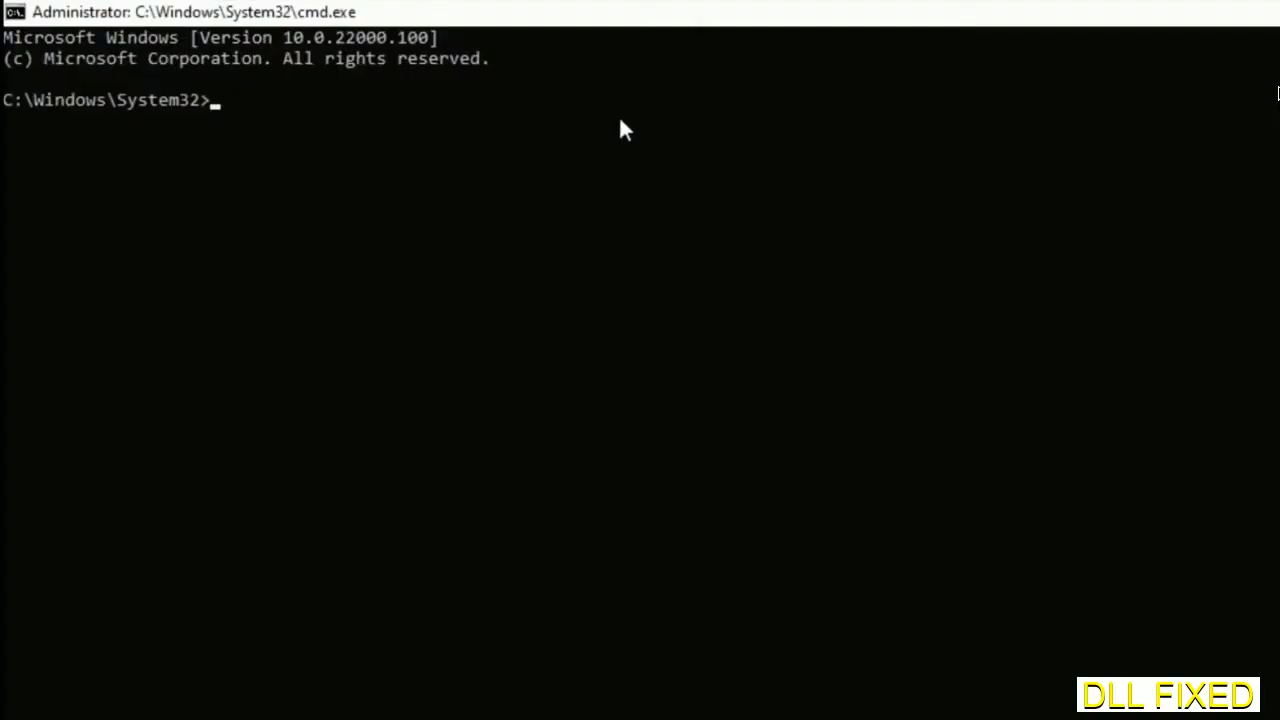 Administrator: C:\Windows\System32\cmd.exe
Microsoft Windows [Version 10.0.22000.100]
(c) Microsoft Corporation. All rights reserved.
C:\Windows\System32>
DLL FIXED